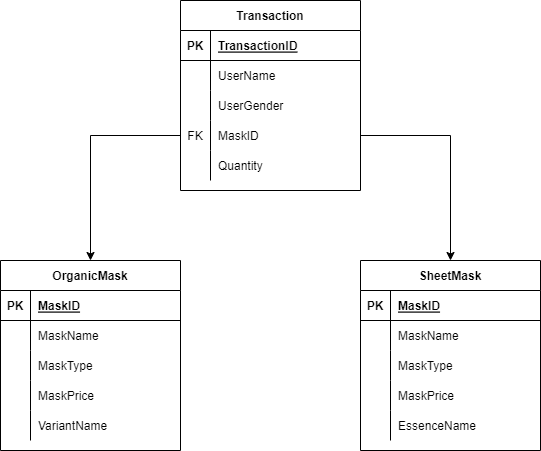 Transaction
PK TransactionID
UserName
UserGender
FK MaskID
Quantity
OrganicMask
PK MaskID
MaskName
MaskType
MaskPrice
VariantName
SheetMask
PK MaskID
MaskName
MaskType
MaskPrice
EssenceName